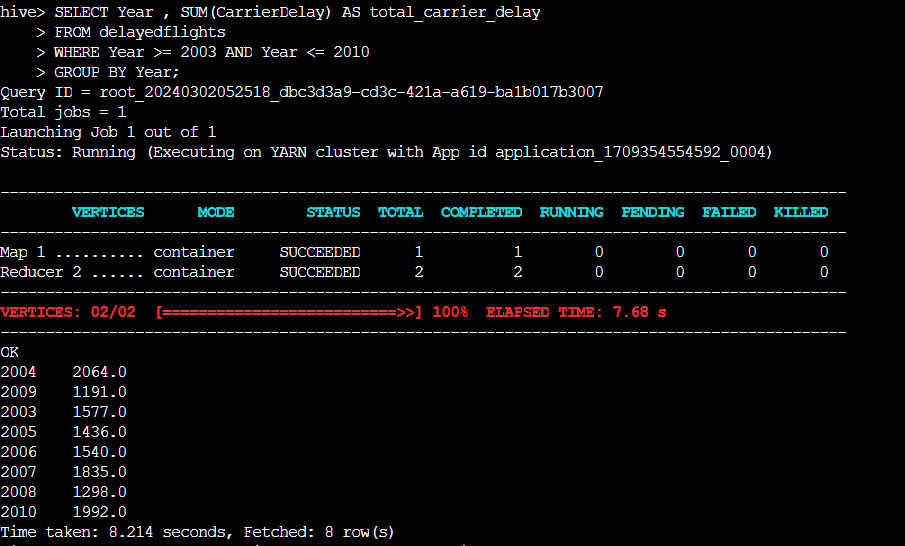 hive> SELECT Year , SUM(CarrierDelay) AS total_carrier_delay
    > FROM delayedflights
    > WHERE Year >= 2003 AND Year <= 2010
    > GROUP BY Year;
Query ID = root_20240302052518_dbc3d3a9-cd3c-421a-a619-ba1b017b3007
Total jobs = 1
Launching Job 1 out of 1
Status: Running (Executing on YARN cluster with App id application_1709354554592_0004)
----------------------------------------------------------------------------------------------
        VERTICES      MODE        STATUS  TOTAL  COMPLETED  RUNNING  PENDING  FAILED  KILLED
----------------------------------------------------------------------------------------------
Map 1 .......... container     SUCCEEDED      1          1        0        0       0       0
Reducer 2 ...... container     SUCCEEDED      2          2        0        0       0       0
----------------------------------------------------------------------------------------------
VERTICES: 02/02  [==========================>>] 100%  ELAPSED TIME: 7.68 s
----------------------------------------------------------------------------------------------
OK
2004    2064.0
2009    1191.0
2003    1577.0
2005    1436.0
2006    1540.0
2007    1835.0
2008    1298.0
2010    1992.0
Time taken: 8.214 seconds, Fetched: 8 row(s)